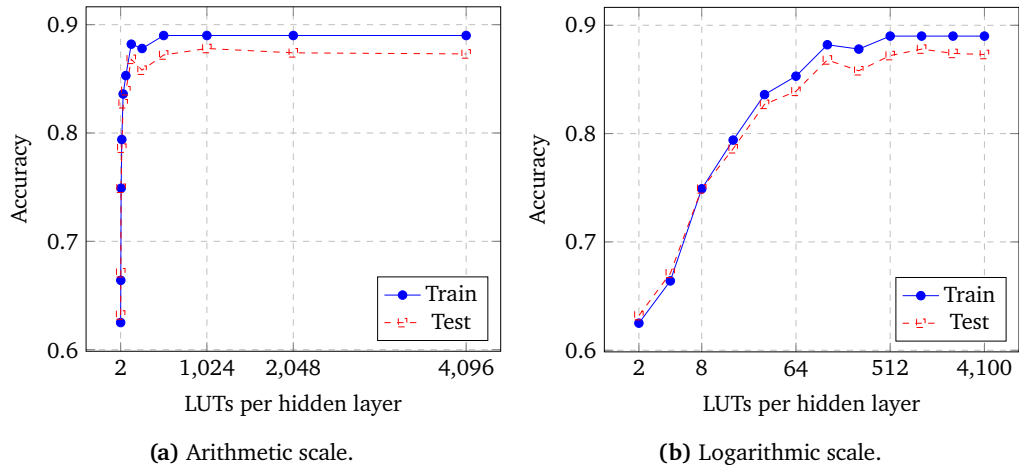 0.9
0.8
0.7
0.6
Accuracy
2
1,024
2,048
4,096
LUTs per hidden layer
Train
Test
(a) Arithmetic scale.
0.9
0.8
0.7
0.6
Accuracy
2
8
64
512
4,100
LUTs per hidden layer
Train
Test
(b) Logarithmic scale.